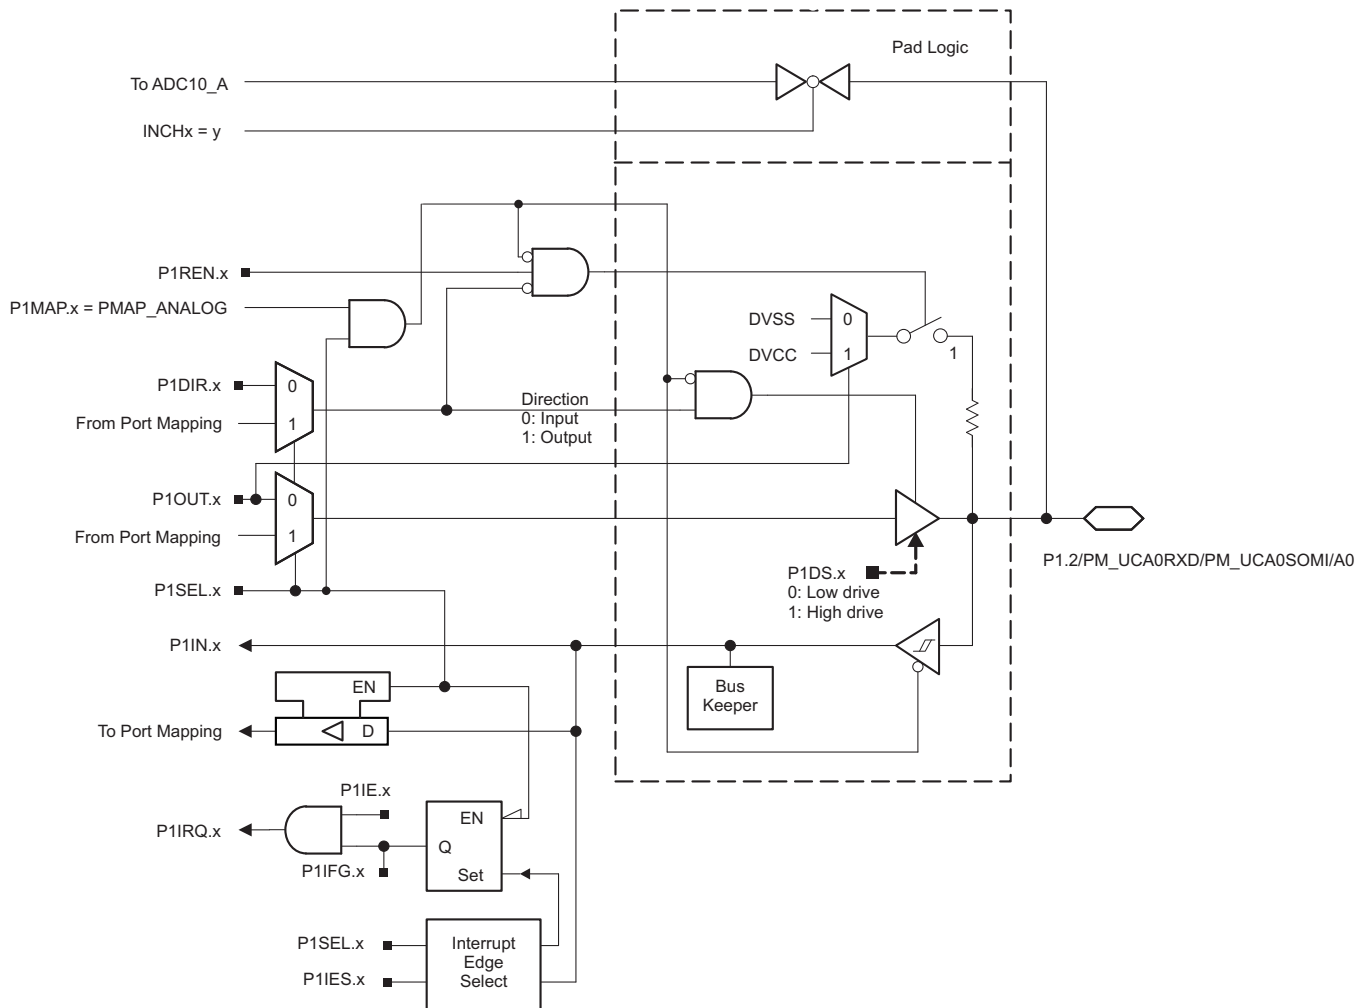 Pad Logic
To ADC10_A
INCHx = y
P1REN.x
P1MAP.x = PMAP_ANALOG
DVSS
0
DVCC
1
1
P1DIR.x
0
From Port Mapping
1
Direction
0: Input
1: Output
P1OUT.x
0
From Port Mapping
1
P1.2/PM_UCA0RXD/PM_UCA0SOMI/A0
P1DS.x
0: Low drive
1: High drive
P1SEL.x
P1IN.x
Bus
Keeper
EN
To Port Mapping
D
P1IE.x
P1IRQ.x
EN
Q
P1IFG.x
Set
P1SEL.x
P1IES.x
Interrupt
Edge
Select